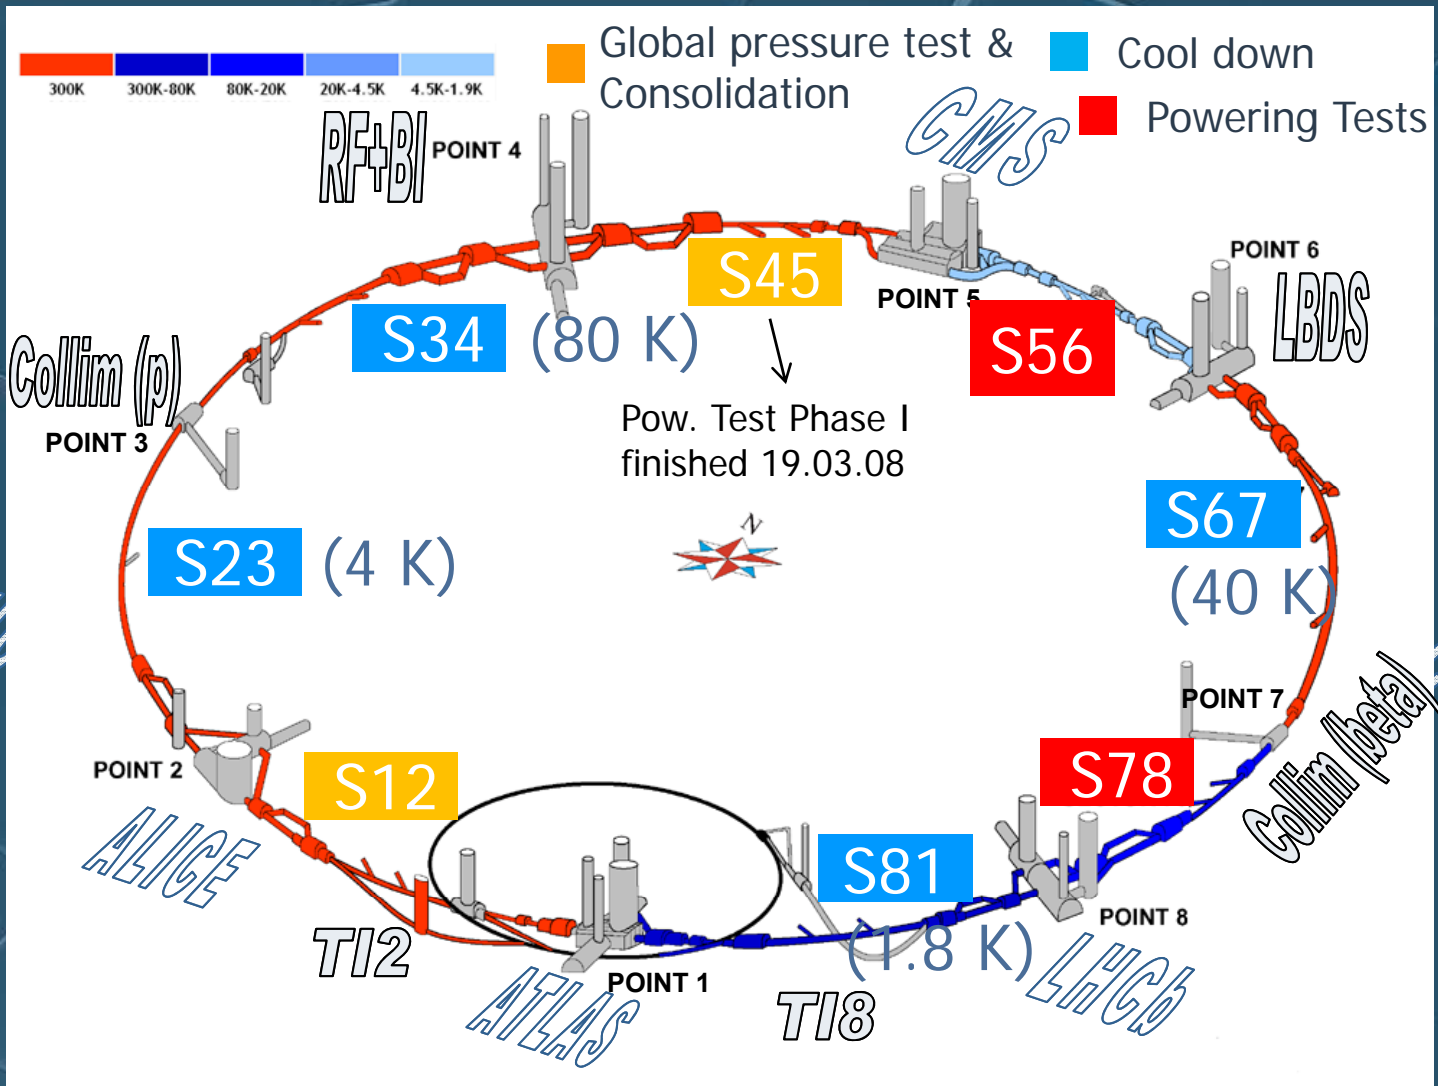 Global pressure test &
Consolidation
Cool down
Powering Tests
300K
300K-80K
80K-20K
20K-4.5K
4.5K-1.9K
RF+BI
POINT 4
CMS
POINT 5
POINT 6
LBDS
S45
S34
(80 K)
S56
Pow. Test Phase I
finished 19.03.08
Collim (p)
POINT 3
N
S67
(40 K)
S23
(4 K)
POINT 7
Collim (beta)
POINT 2
ALICE
S12
S78
S81
(1.8 K)
POINT 8
LHCb
TI2
ATLAS
POINT 1
TI8